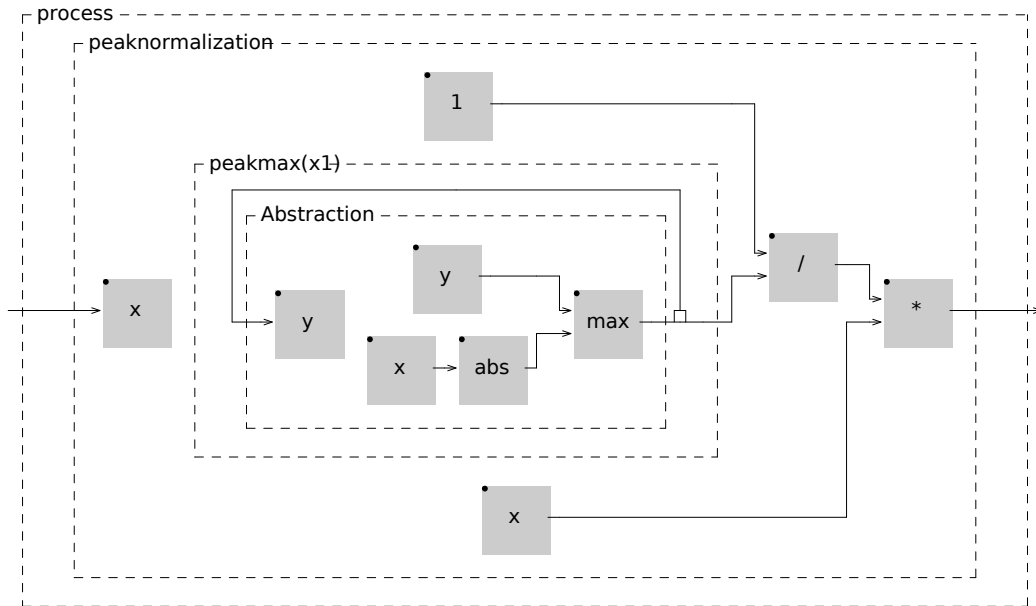 process
peaknormalization
1
peakmax(x1)
Abstraction
y
/
x
y
max
*
x
abs
x